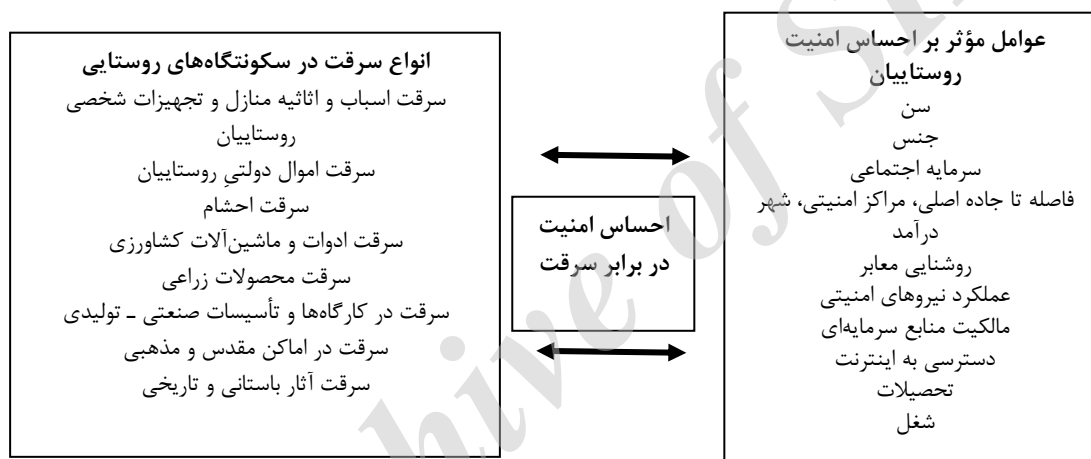 عوامل مؤثر بر احساس امنیت
روستاییان
سن
جنس
سرمایه اجتماعی
فاصله تا جاده اصلی، مراکز امنیتی، شهر
درآمد
روشنایی معابر
عملکرد نیروهای امنیتی
مالکیت منابع سرمایه‌ای
دسترسی به اینترنت
تحصیلات
شغل
احساس امنیت
در برابر سرقت
انواع سرقت در سکونتگاه‌های روستایی
سرقت اسباب و اثاثیه منازل و تجهیزات شخصی
روستاییان
سرقت اموال دولتیِ روستاییان
سرقت احشام
سرقت ادوات و ماشین‌آلات کشاورزی
سرقت محصولات زراعی
سرقت در کارگاه‌ها و تأسیسات صنعتی ـ تولیدی
سرقت در اماکن مقدس و مذهبی
سرقت آثار باستانی و تاریخی